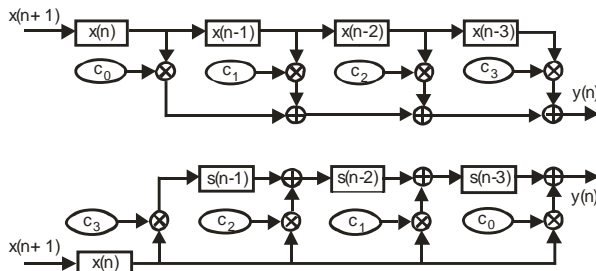 x(n+1) x(n) x(n-1) x(n-2) x(n-3)
c0 c1 c2 c3
y(n)
s(n-1) s(n-2) s(n-3)
y(n)
c3 c2 c1 c0
x(n+1) x(n)